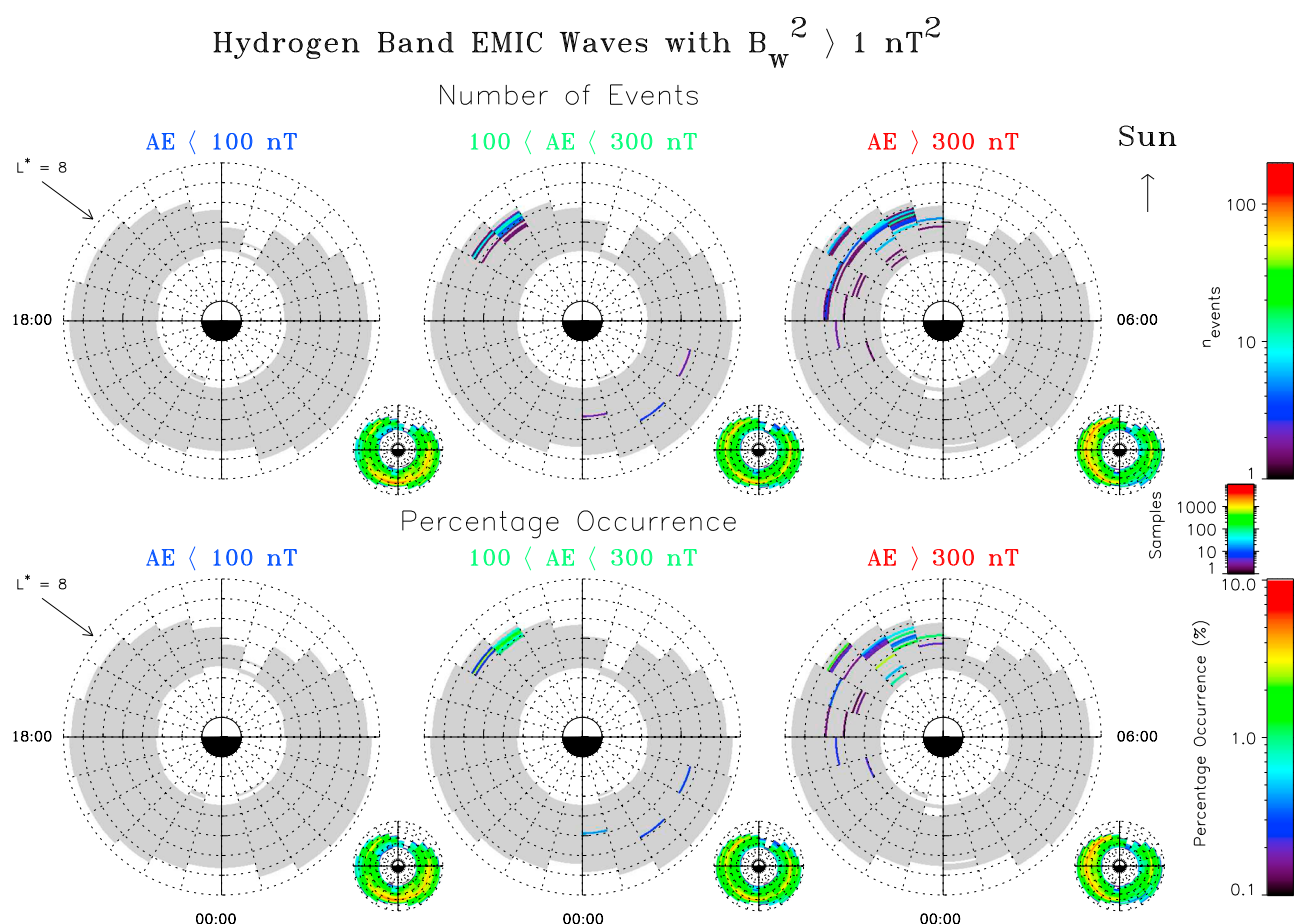 Hydrogen Band EMIC Waves with B_w^2 ⟩ 1 nT^2
Number of Events
AE ⟨ 100 nT
100 ⟨ AE ⟨ 300 nT
AE ⟩ 300 nT
Sun
L* = 8
100
10
1
n_events
18:00
06:00
Samples
1000
100
10
1
Percentage Occurrence
AE ⟨ 100 nT
100 ⟨ AE ⟨ 300 nT
AE ⟩ 300 nT
L* = 8
10.0
1.0
0.1
Percentage Occurrence (%)
18:00
06:00
00:00
00:00
00:00